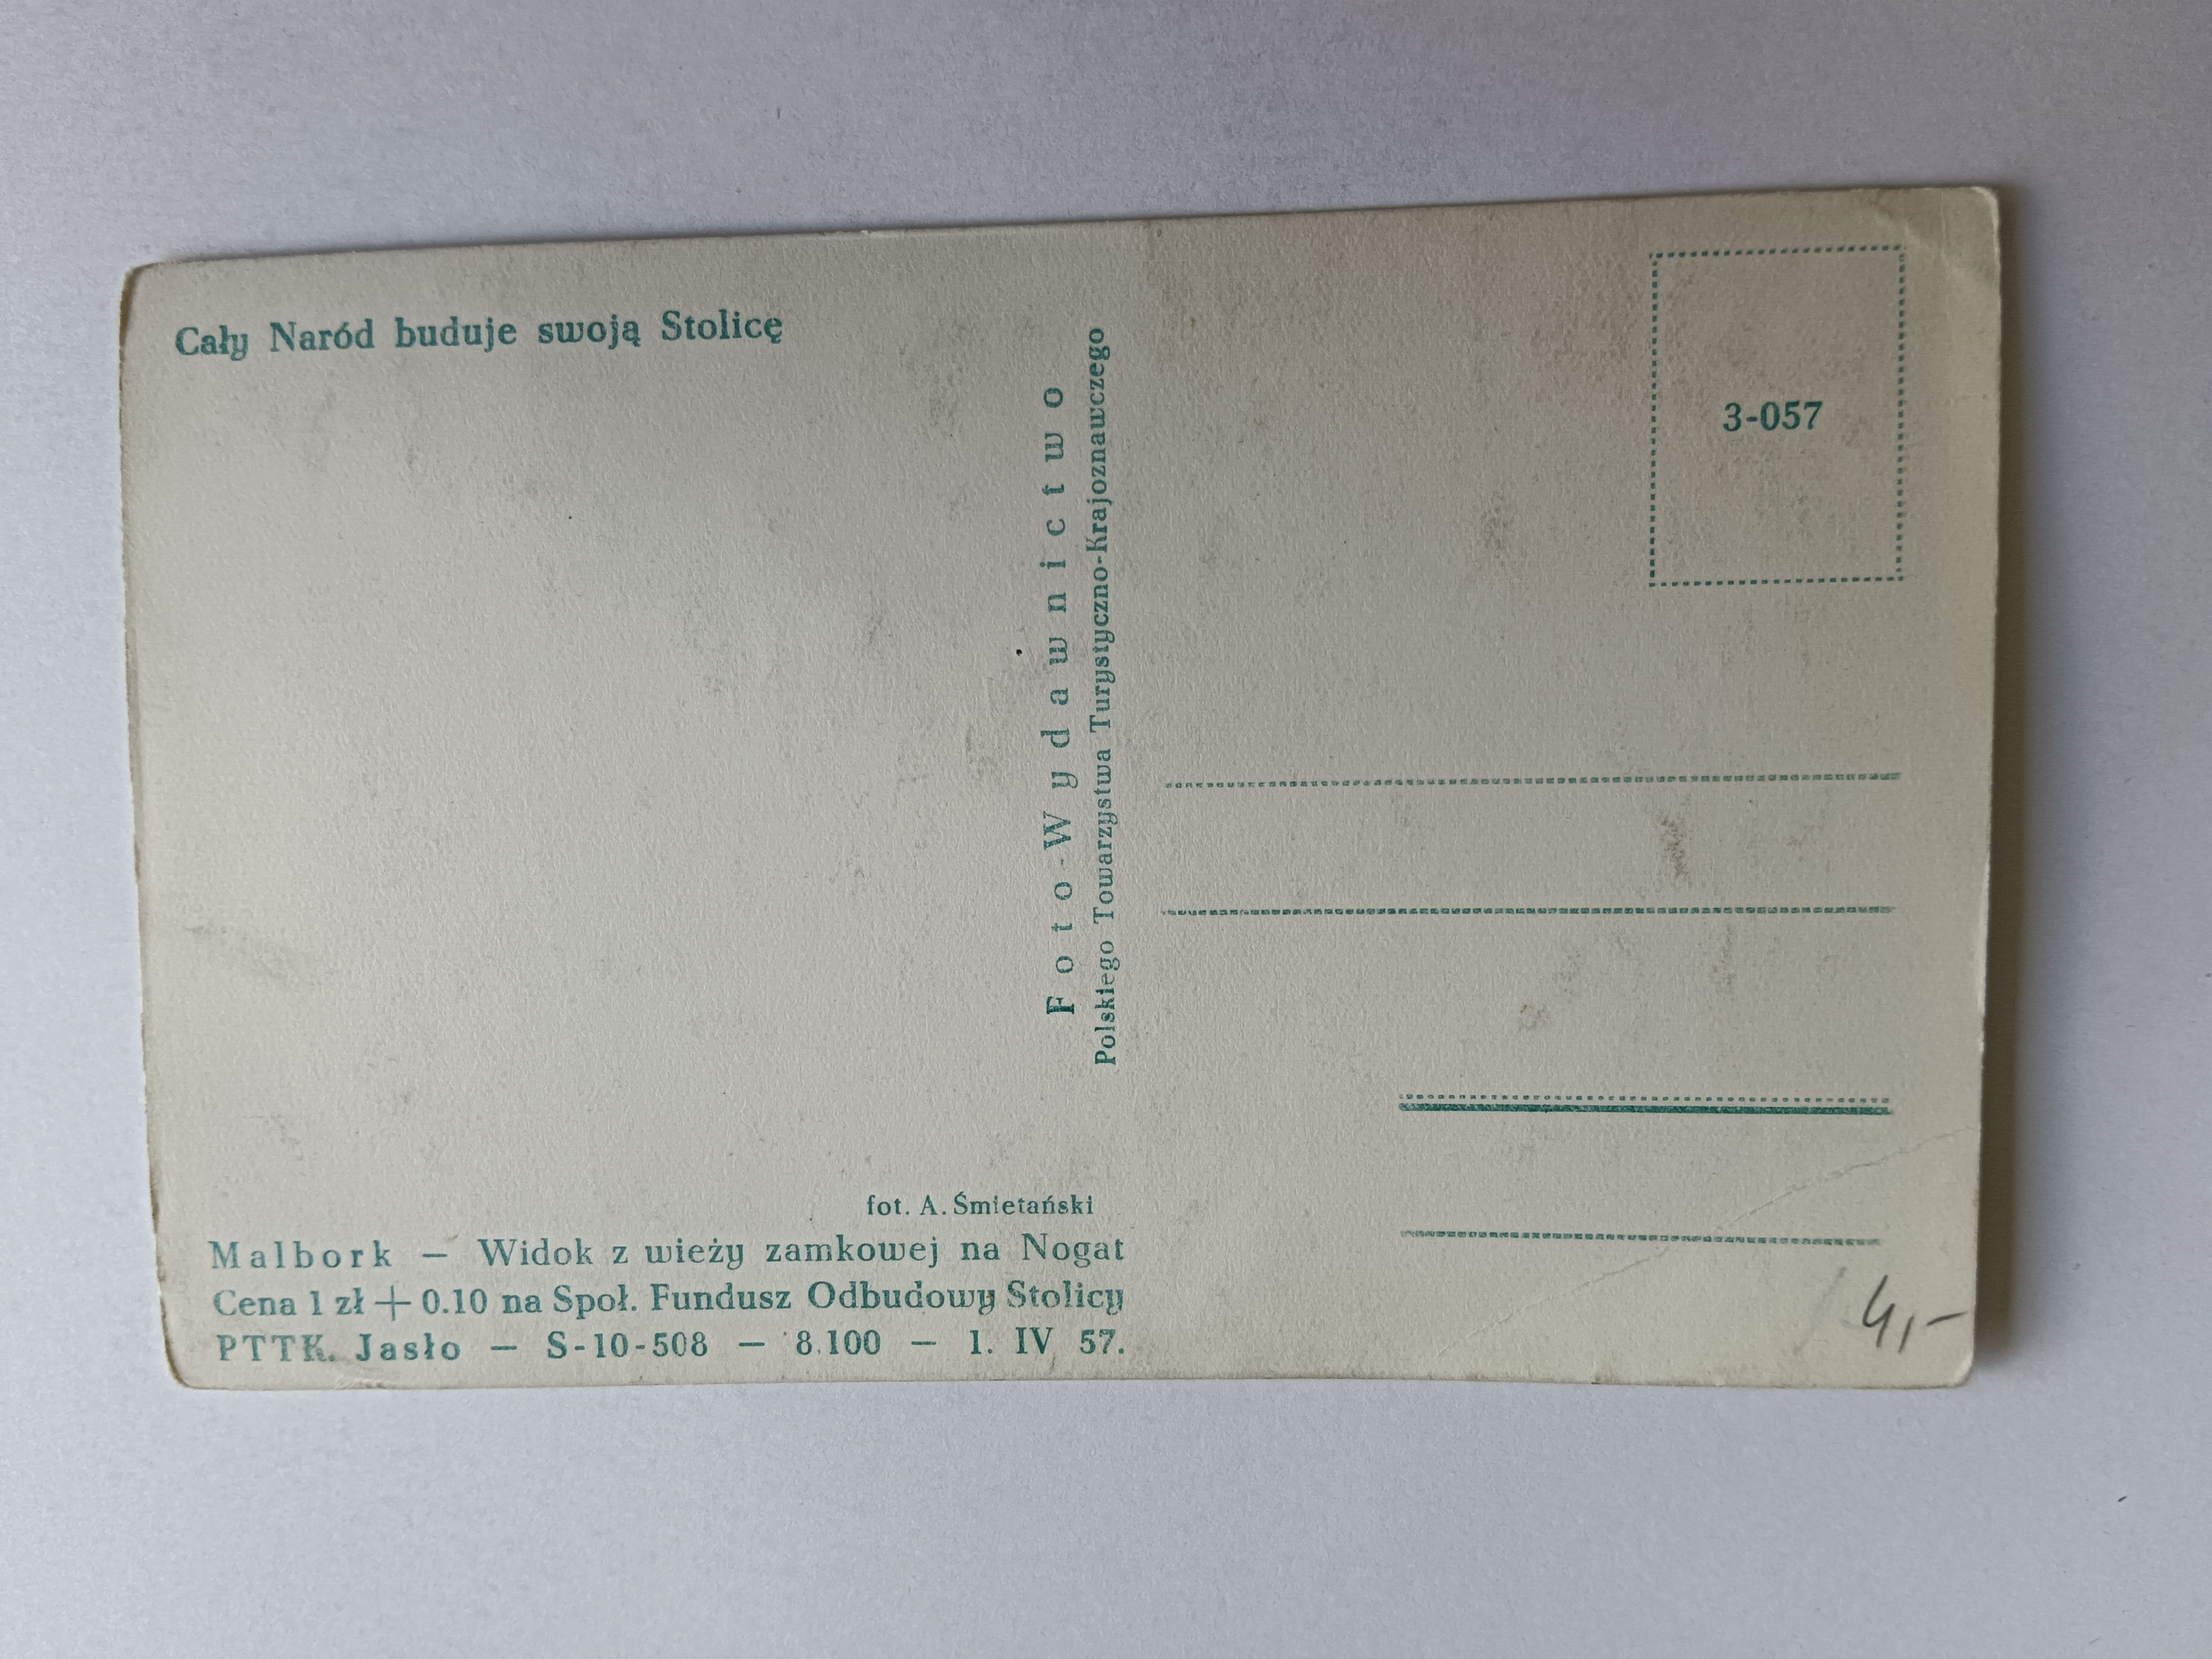 Cały Naród buduje swoją Stolicę
Foto-Wydawnictwo
Polskiego Towarzystwa Turystyczno-Krajoznawczego
3-057
fot. A. Śmietański
Malbork — Widok z wieży zamkowej na Nogat
Cena 1 zł + 0.10 na Społ. Fundusz Odbudowy Stolicy
PTTK. Jasło — S-10-508 — 8.100 — 1. IV 57.
4,-